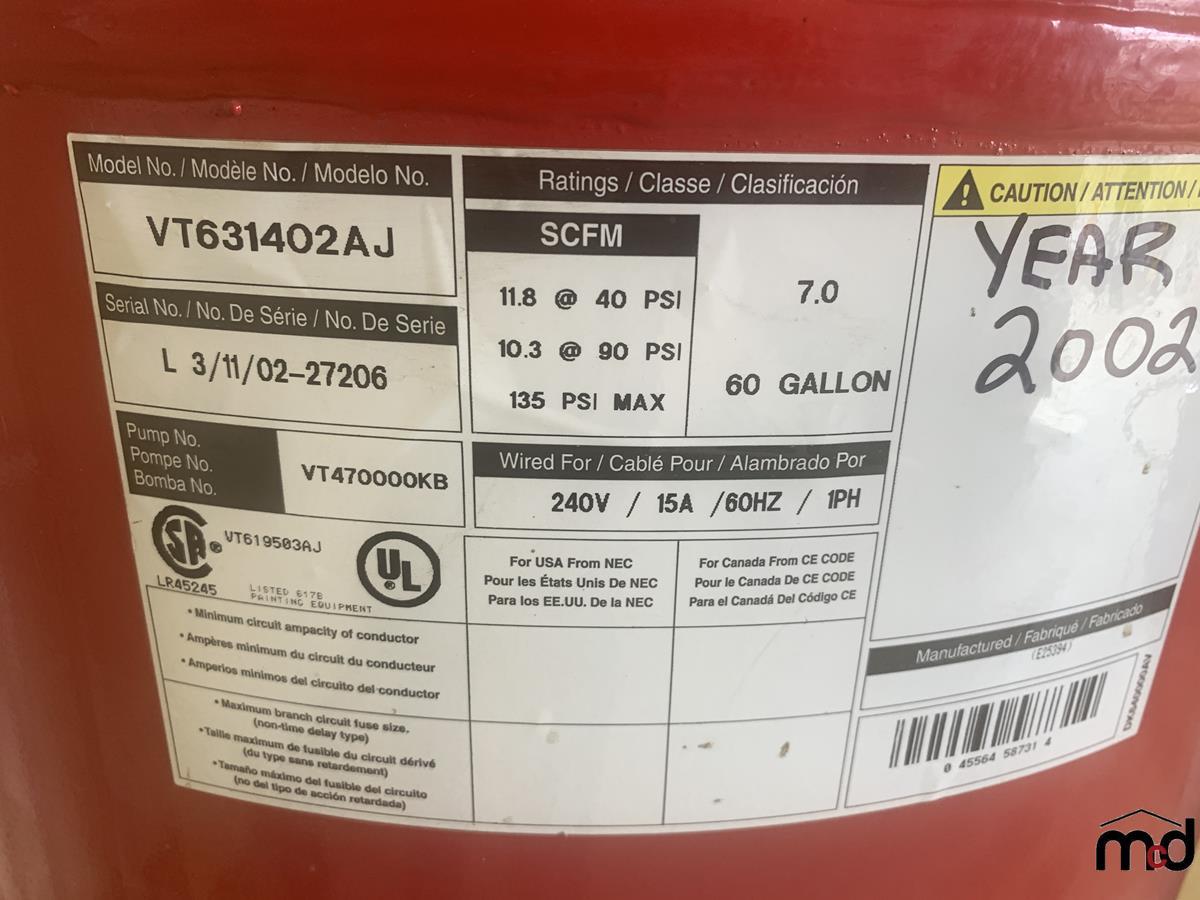 Model No. / Modèle No. / Modelo No.
VT631402AJ
Serial No. / No. De Série / No. De Serie
L 3/11/02-27206
Pump No.
Pompe No.
Bomba No.
VT470000KB
SA ®
VT619503AJ
LR45245
UL ®
LISTED 617B
PAINTING EQUIPMENT
• Minimum circuit ampacity of conductor
• Ampères minimum du circuit du conducteur
• Amperios minimos del circuito del conductor
• Maximum branch circuit fuse size,
(non-time delay type)
• Taille maximum de fusible du circuit dérivé
(du type sans retardement)
• Tamaño máximo del fusible del circuito
(no del tipo de acción retardada)
Ratings / Classe / Clasificación
SCFM
11.8 @ 40 PSI
10.3 @ 90 PSI
135 PSI MAX
7.0
60 GALLON
Wired For / Cablé Pour / Alambrado Por
240V / 15A /60HZ / 1PH
For USA From NEC
Pour les États Unis De NEC
Para los EE.UU. De la NEC
For Canada From CE CODE
Pour le Canada De CE CODE
Para el Canadá Del Código CE
CAUTION / ATTENTION /
YEAR
2002
Manufactured / Fabriqué / Fabricado
(E25394)
DK640000AV
0 45564 58731 4
mcd